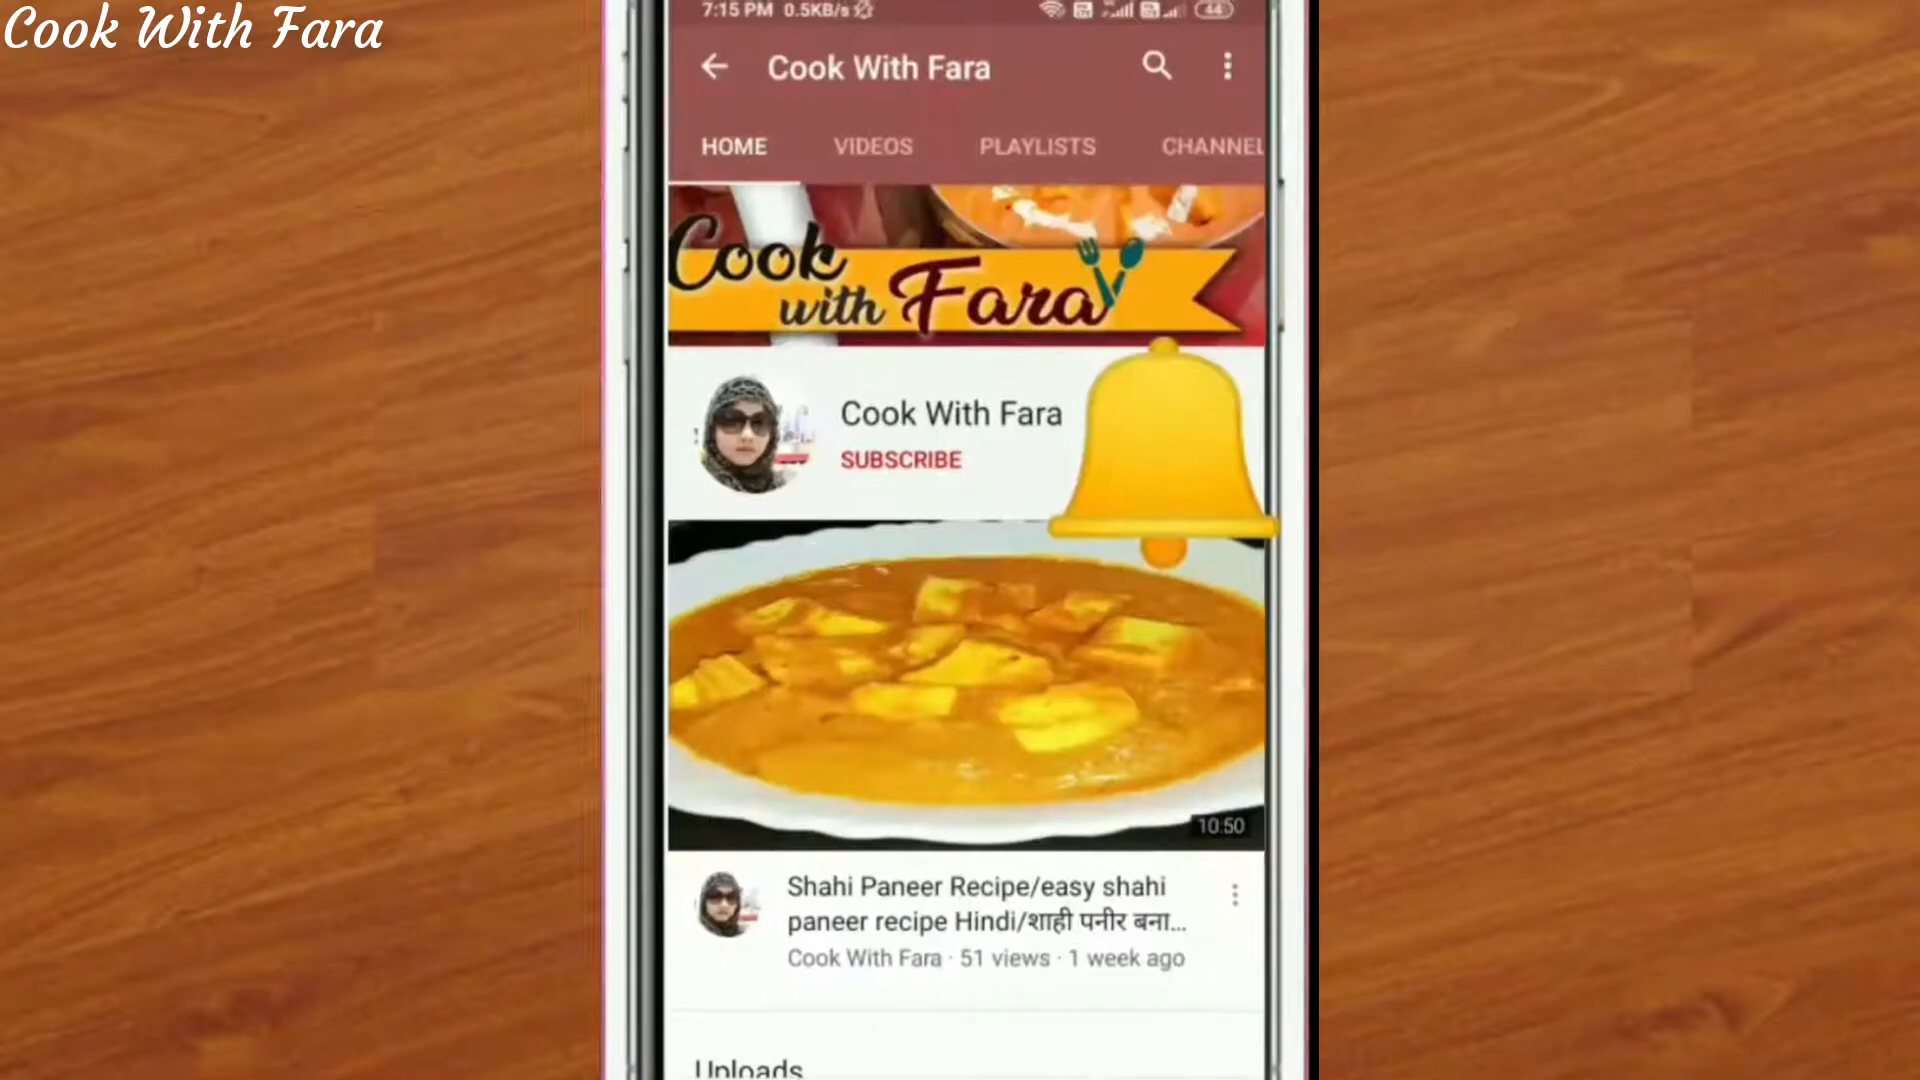 Cook With Fara
7:15 PM 0.5KB/s
44
Cook With Fara
HOME VIDEOS PLAYLISTS CHANNEL
Cook
with Fara
Cook With Fara
SUBSCRIBE
10:50
Shahi Paneer Recipe/easy shahi
paneer recipe Hindi/शाही पनीर बना...
Cook With Fara · 51 views · 1 week ago
Uploads